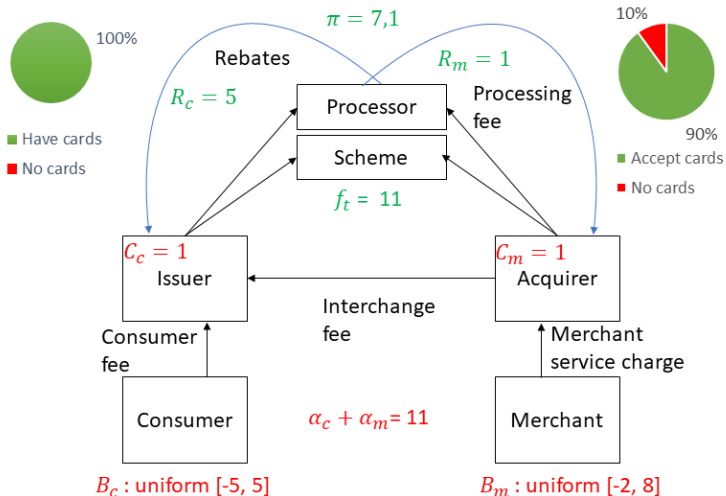 π = 7,1
100%
10%
Rebates
R_c = 5
R_m = 1
Processor
Processing
fee
90%
Have cards
No cards
Scheme
Accept cards
No cards
f_t = 11
C_c = 1
Issuer
C_m = 1
Acquirer
Interchange
fee
Consumer
fee
Merchant
service charge
Consumer
α_c + α_m= 11
Merchant
B_c : uniform [-5, 5]
B_m : uniform [-2, 8]